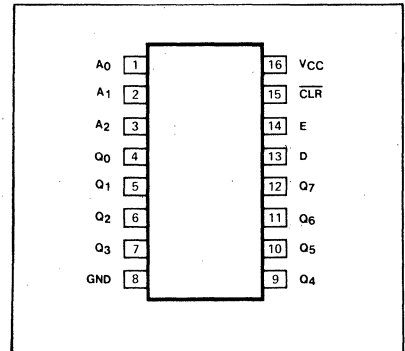 A0 1 16 VCC
A1 2 15 CLR
A2 3 14 E
Q0 4 13 D
Q1 5 12 Q7
Q2 6 11 Q6
Q3 7 10 Q5
GND 8 9 Q4